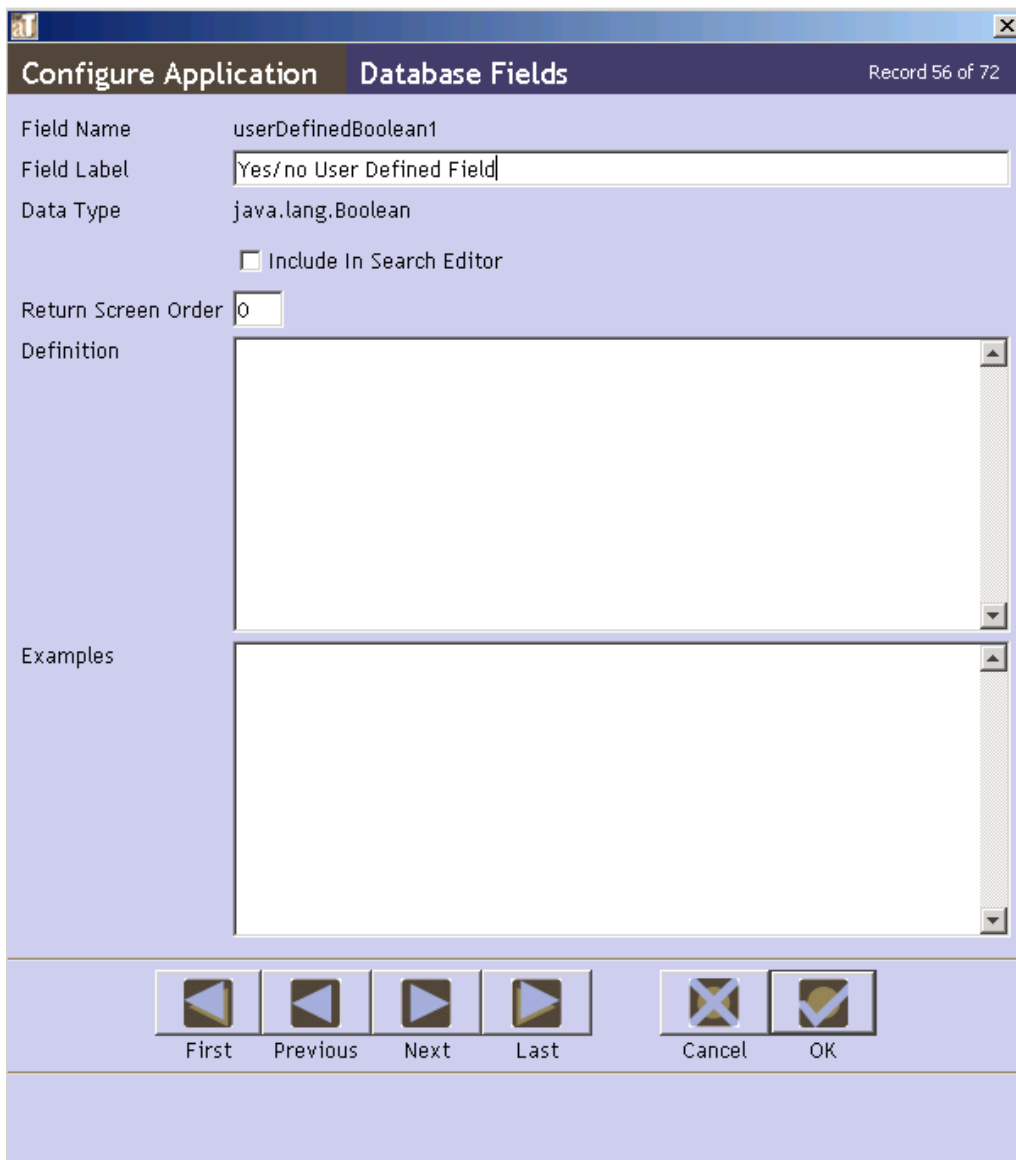 aT
Configure Application Database Fields Record 56 of 72
Field Name userDefinedBoolean1
Field Label Yes/no User Defined Field
Data Type java.lang.Boolean
Include In Search Editor
Return Screen Order 0
Definition
Examples
First Previous Next Last Cancel OK